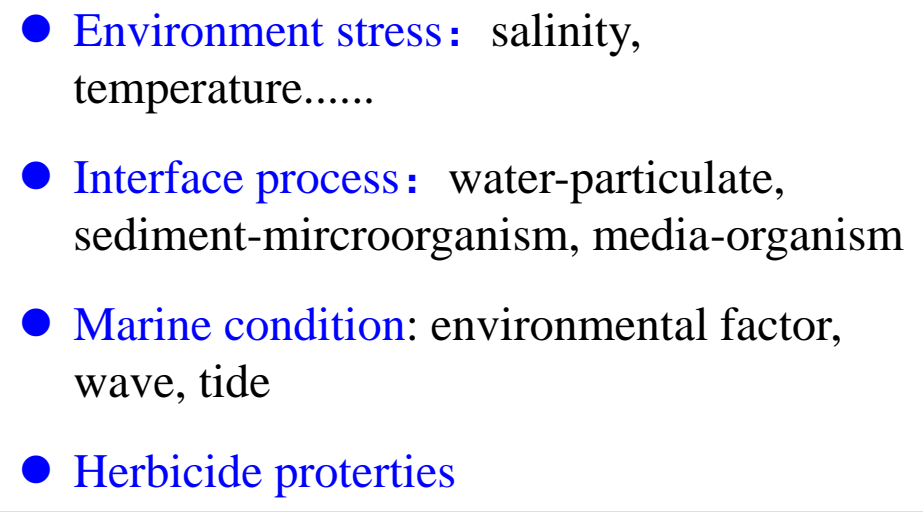 ● Environment stress：salinity,
temperature......
● Interface process：water-particulate,
sediment-mircroorganism, media-organism
● Marine condition: environmental factor,
wave, tide
● Herbicide proterties